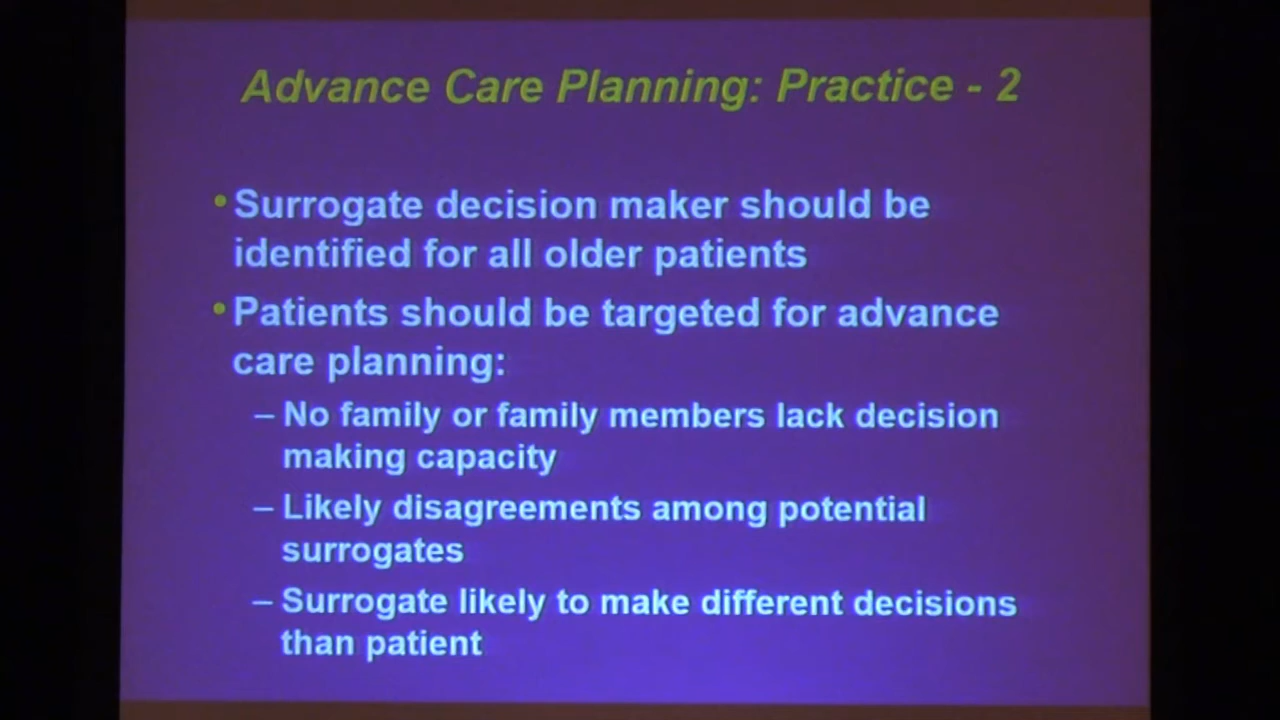 Advance Care Planning: Practice - 2
• Surrogate decision maker should be
identified for all older patients
• Patients should be targeted for advance
care planning:
– No family or family members lack decision
making capacity
– Likely disagreements among potential
surrogates
– Surrogate likely to make different decisions
than patient